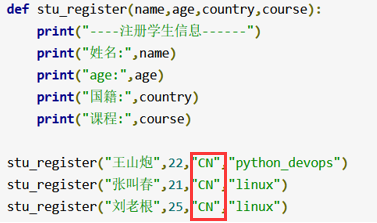 def stu_register(name,age,country,course):
    print("----注册学生信息------")
    print("姓名:",name)
    print("age:",age)
    print("国籍:",country)
    print("课程:",course)
stu_register("王山炮",22,"CN","python_devops")
stu_register("张叫春",21,"CN","linux")
stu_register("刘老根",25,"CN","linux")